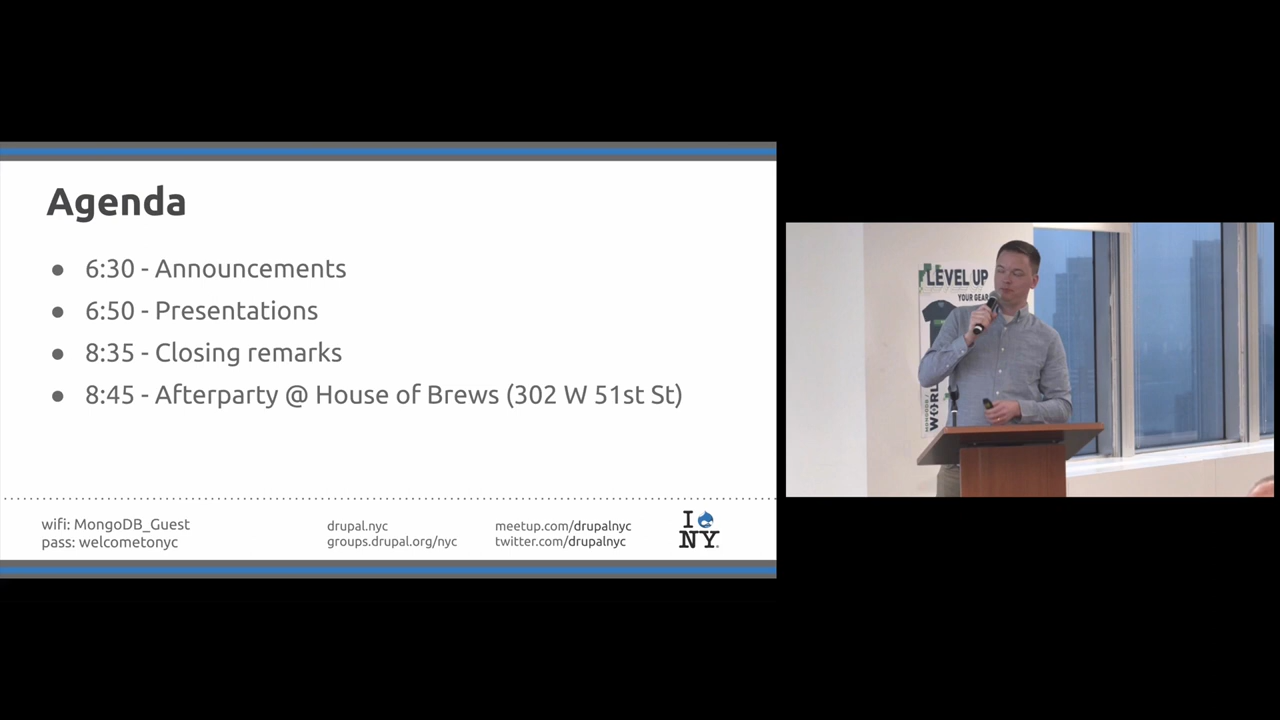 Agenda
● 6:30 - Announcements
● 6:50 - Presentations
● 8:35 - Closing remarks
● 8:45 - Afterparty @ House of Brews (302 W 51st St)
wifi: MongoDB_Guest
pass: welcometonyc
drupal.nyc
groups.drupal.org/nyc
meetup.com/drupalnyc
twitter.com/drupalnyc
I
NY
LEVEL UP
YOUR GEAR
WORL